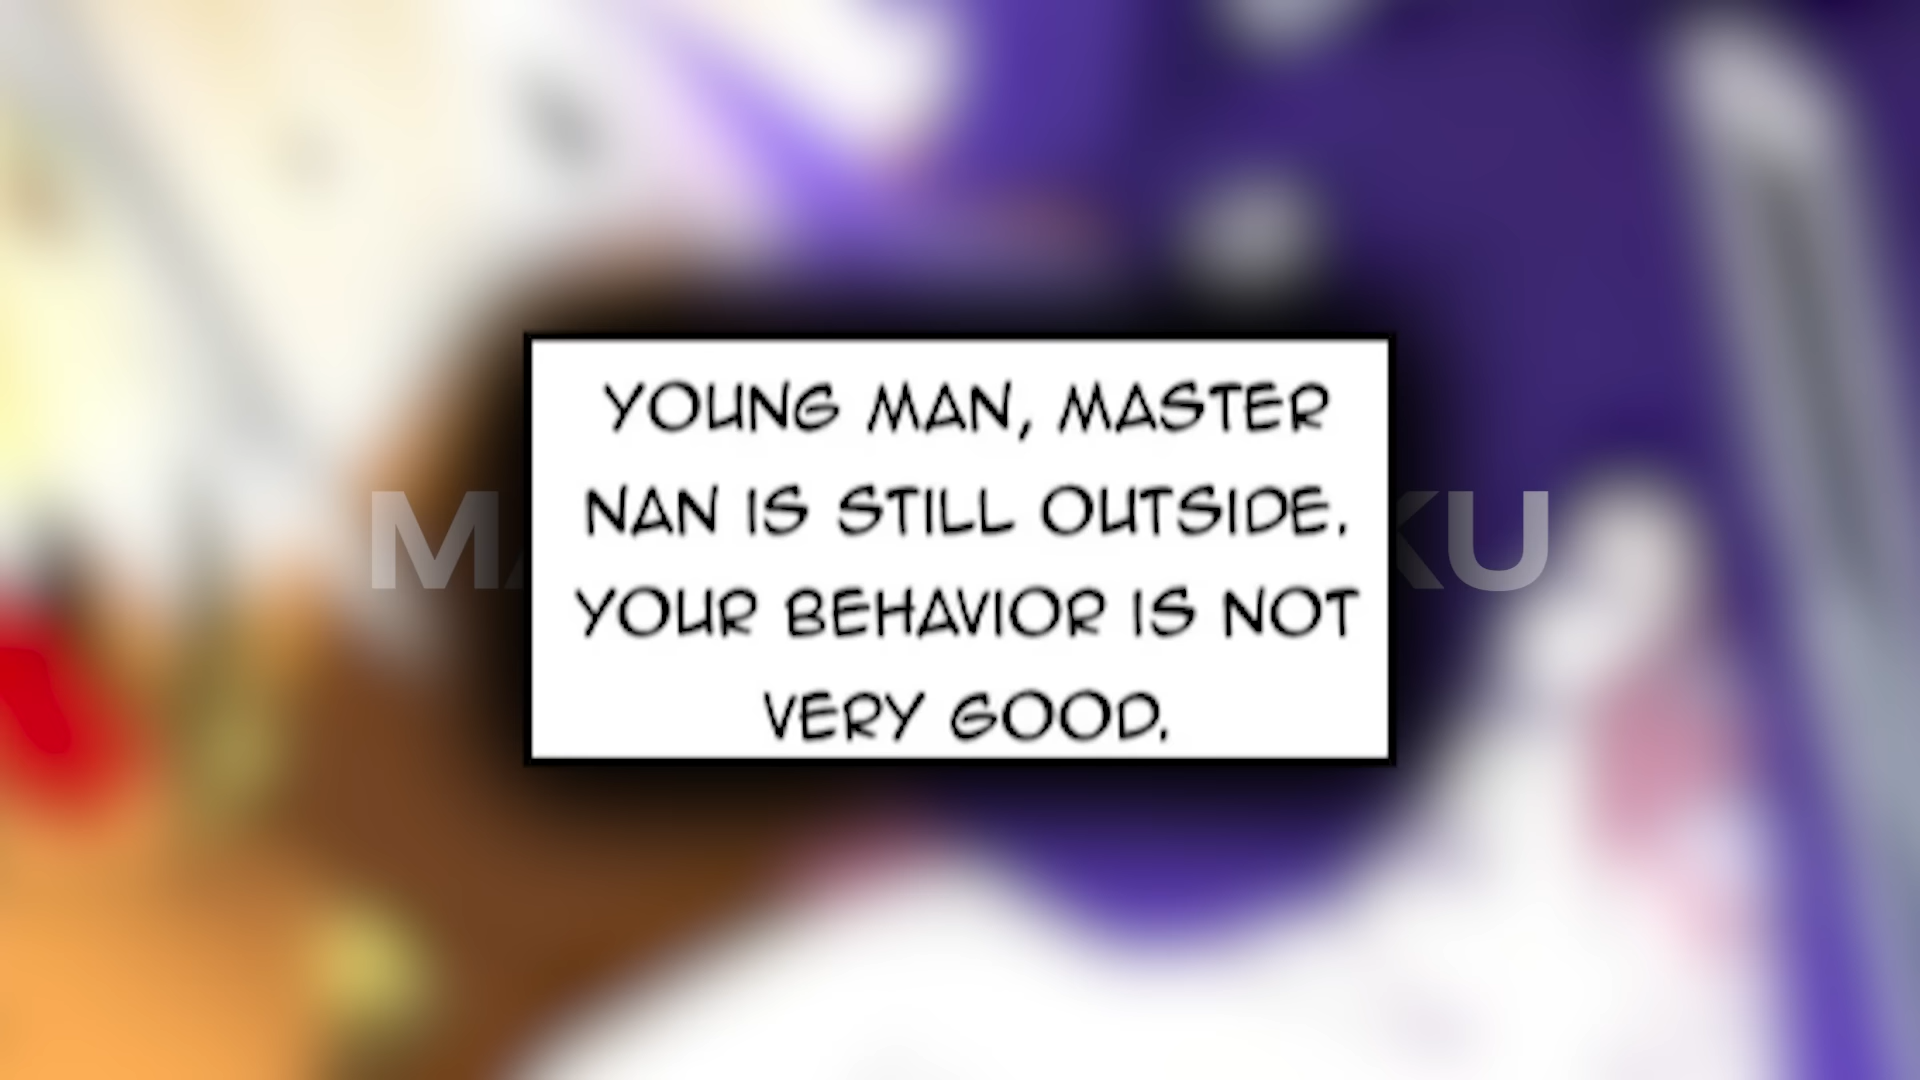 YOUNG MAN, MASTER
NAN IS STILL OUTSIDE.
YOUR BEHAVIOR IS NOT
VERY GOOD.